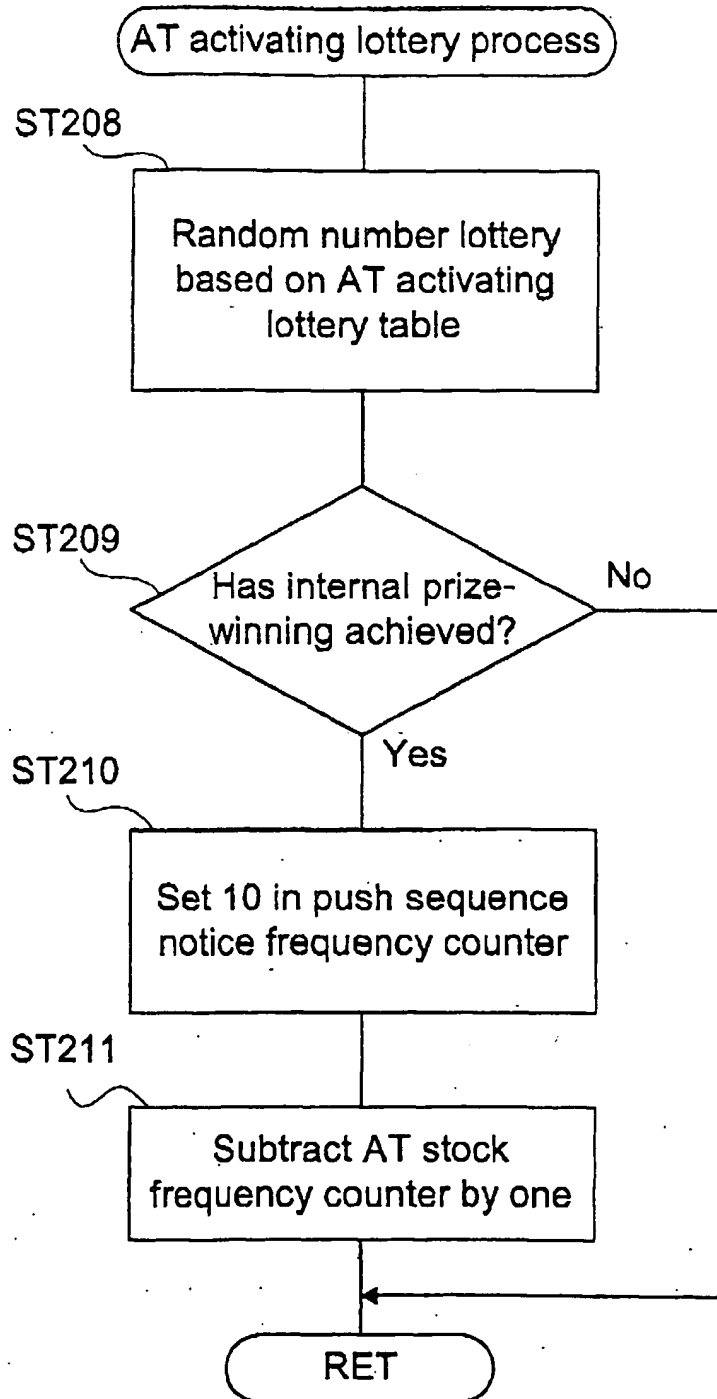 AT activating lottery process
ST208
Random number lottery
based on AT activating
lottery table
ST209
Has internal prize-
winning achieved?
No
Yes
ST210
Set 10 in push sequence
notice frequency counter
ST211
Subtract AT stock
frequency counter by one
RET